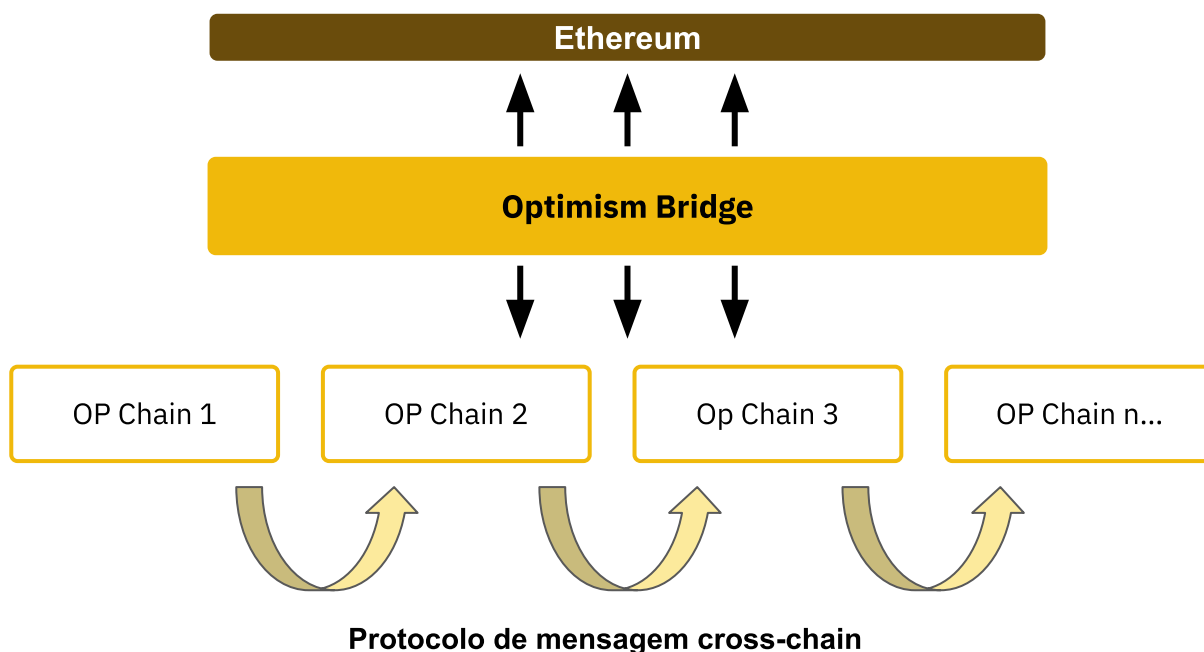 Ethereum
Optimism Bridge
OP Chain 1
OP Chain 2
Op Chain 3
OP Chain n...
Protocolo de mensagem cross-chain